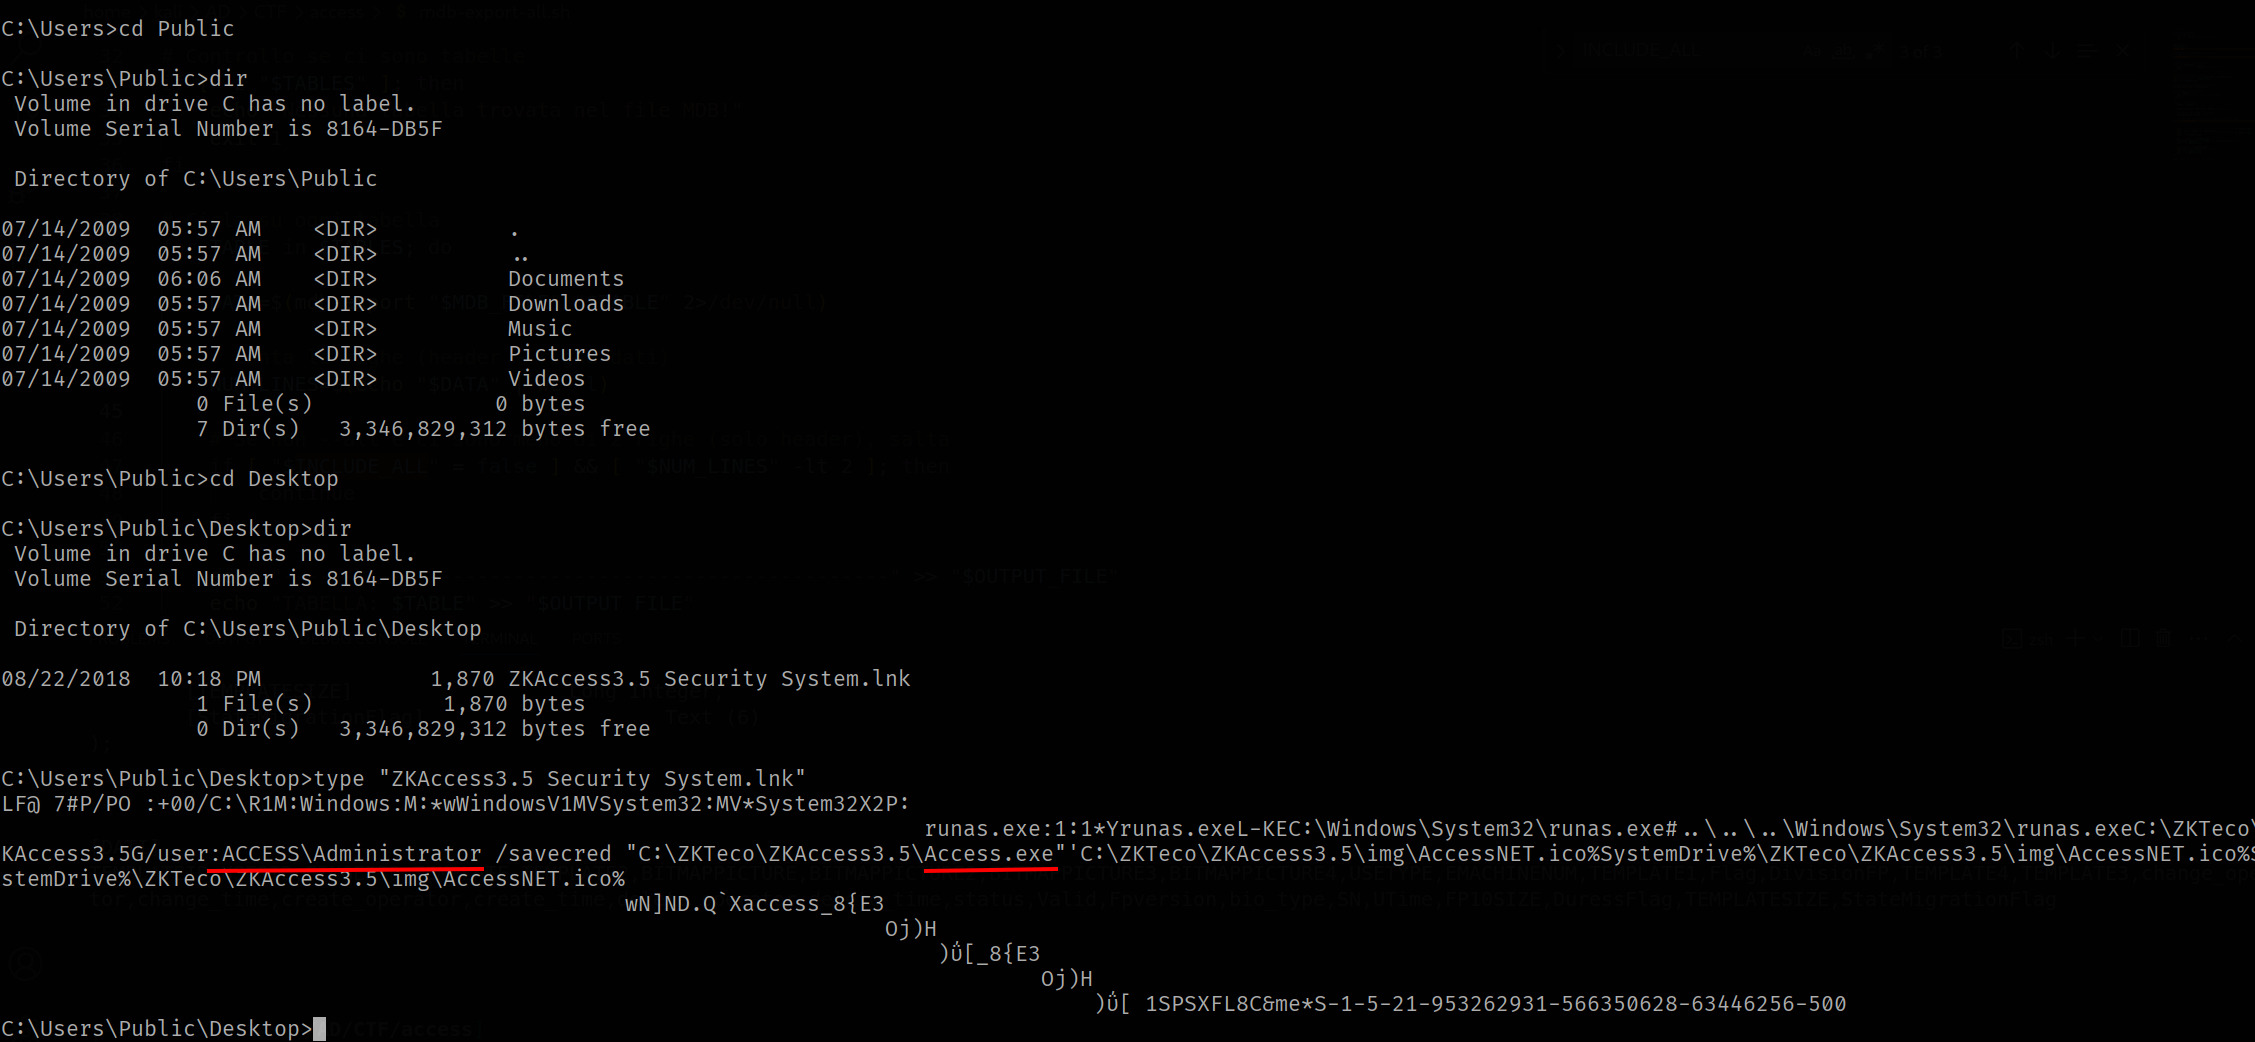 C:\Users>cd Public
C:\Users\Public>dir
 Volume in drive C has no label.
 Volume Serial Number is 8164-DB5F
 Directory of C:\Users\Public
07/14/2009  05:57 AM    <DIR>          .
07/14/2009  05:57 AM    <DIR>          ..
07/14/2009  06:06 AM    <DIR>          Documents
07/14/2009  05:57 AM    <DIR>          Downloads
07/14/2009  05:57 AM    <DIR>          Music
07/14/2009  05:57 AM    <DIR>          Pictures
07/14/2009  05:57 AM    <DIR>          Videos
               0 File(s)              0 bytes
               7 Dir(s)   3,346,829,312 bytes free
C:\Users\Public>cd Desktop
C:\Users\Public\Desktop>dir
 Volume in drive C has no label.
 Volume Serial Number is 8164-DB5F
 Directory of C:\Users\Public\Desktop
08/22/2018  10:18 PM             1,870 ZKAccess3.5 Security System.lnk
               1 File(s)          1,870 bytes
               0 Dir(s)   3,346,829,312 bytes free
C:\Users\Public\Desktop>type "ZKAccess3.5 Security System.lnk"
LF@ 7#P/PO :+00/C:\R1M:Windows:M:*wWindowsV1MVSystem32:MV*System32X2P:
runas.exe:1:1*Yrunas.exeL-KEC:\Windows\System32\runas.exe#..\..\..\Windows\System32\runas.exeC:\ZKTeco\
KAccess3.5G/user:ACCESS\Administrator /savecred "C:\ZKTeco\ZKAccess3.5\Access.exe"'C:\ZKTeco\ZKAccess3.5\img\AccessNET.ico%SystemDrive%\ZKTeco\ZKAccess3.5\img\AccessNET.ico%S
stemDrive%\ZKTeco\ZKAccess3.5\img\AccessNET.ico%
wN]ND.Q`Xaccess_8{E3
Oj)H
)ΰ[_8{E3
Oj)H
)ΰ[ 1SPSXFL8C&me*S-1-5-21-953262931-566350628-63446256-500
C:\Users\Public\Desktop>